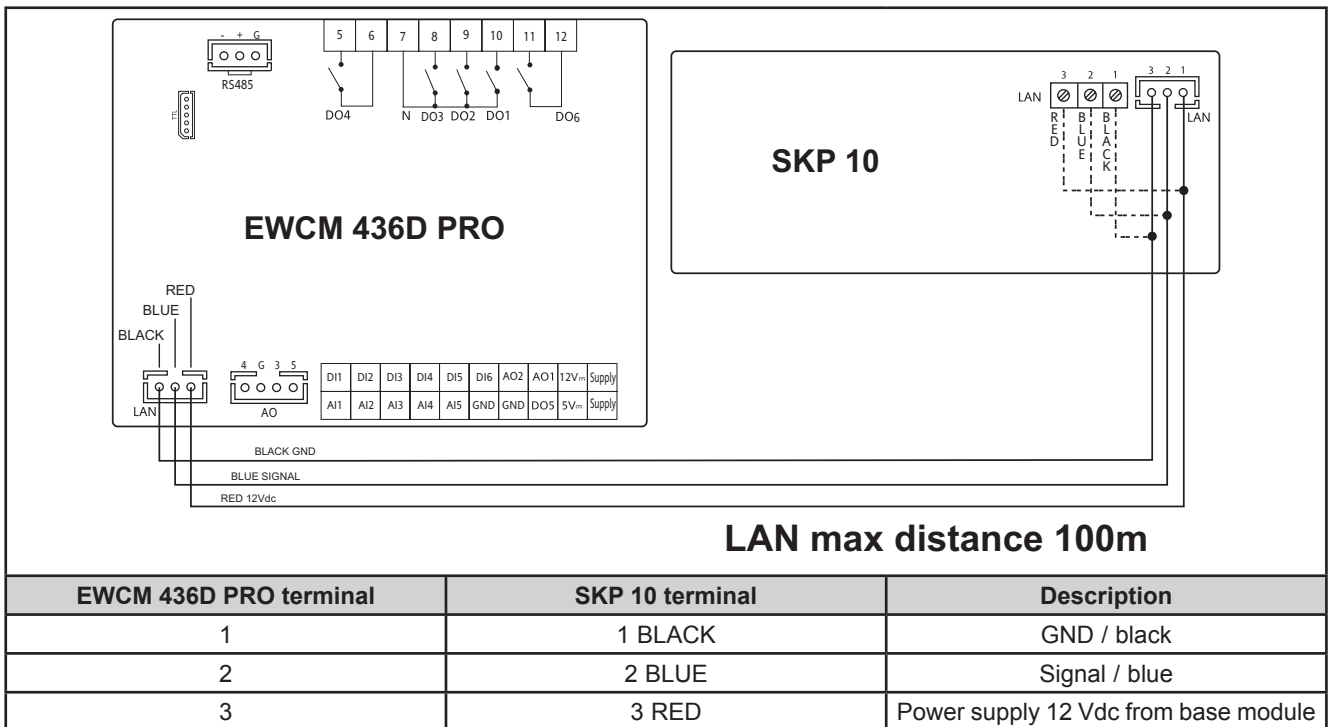 - + G
RS485
TTL
5 6 7 8 9 10 11 12
DO4 N DO3 DO2 DO1 DO6
EWCM 436D PRO
RED
BLUE
BLACK
LAN
4 G 3 5
AO
DI1 DI2 DI3 DI4 DI5 DI6 AO2 AO1 12V⎓ Supply
AI1 AI2 AI3 AI4 AI5 GND GND DO5 5V⎓ Supply
SKP 10
3 2 1
LAN
RED
BLUE
BLACK
3 2 1
LAN
BLACK GND
BLUE SIGNAL
RED 12Vdc
LAN max distance 100m
EWCM 436D PRO terminal SKP 10 terminal Description
1 1 BLACK GND / black
2 2 BLUE Signal / blue
3 3 RED Power supply 12 Vdc from base module